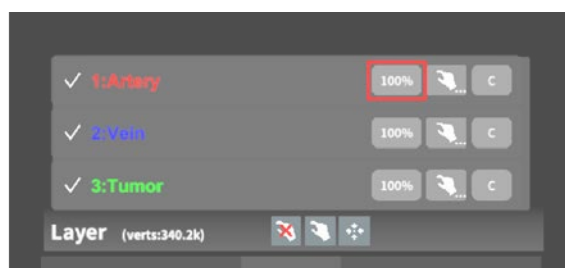 1:Artery 100% C
2:Vein 100% C
3:Tumor 100% C
Layer (verts:340.2k)